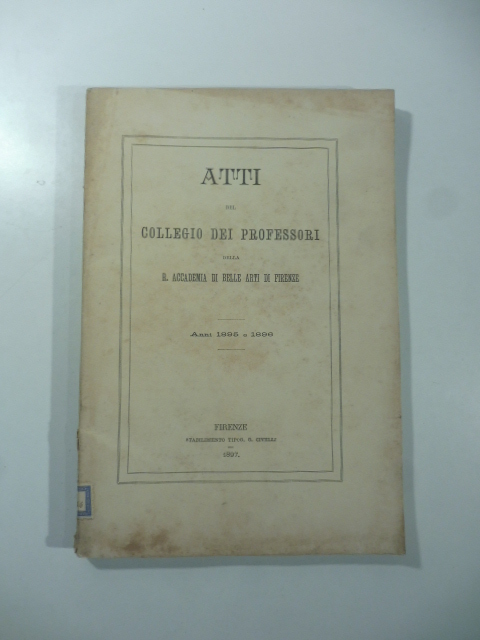 ATTI
DEL
COLLEGIO DEI PROFESSORI
DELLA
R. ACCADEMIA DI BELLE ARTI DI FIRENZE
Anni 1895 e 1896
FIRENZE
STABILIMENTO TIPOG. G. CIVELLI
1897.